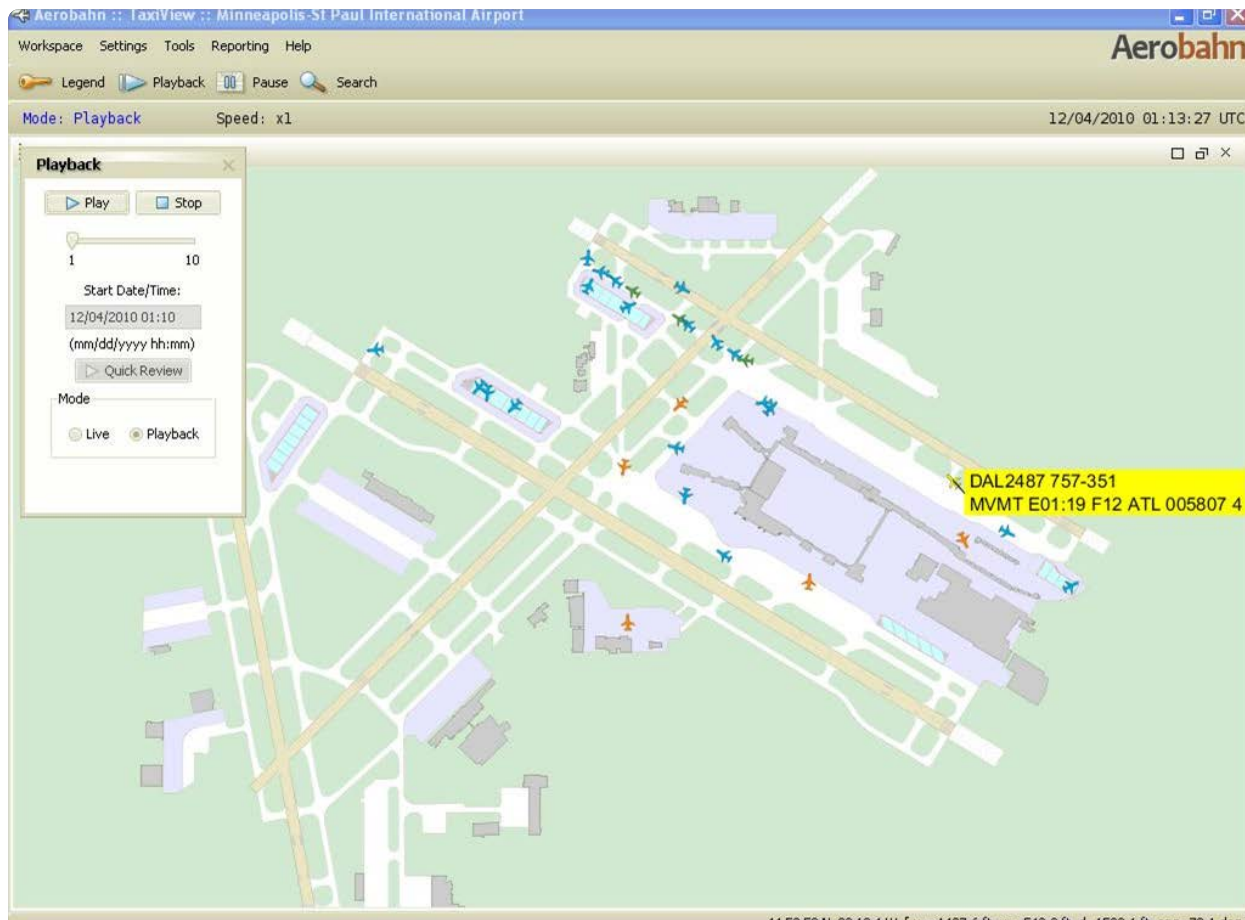 Aerobahn :: TaxiView :: Minneapolis-St Paul International Airport
Workspace Settings Tools Reporting Help
Aerobahn
Legend Playback Pause Search
Mode: Playback Speed: x1 12/04/2010 01:13:27 UTC
Playback
Play Stop
1 10
Start Date/Time:
12/04/2010 01:10
(mm/dd/yyyy hh:mm)
Quick Review
Mode
Live Playback
DAL2487 757-351
MVMT E01:19 F12 ATL 005807 4